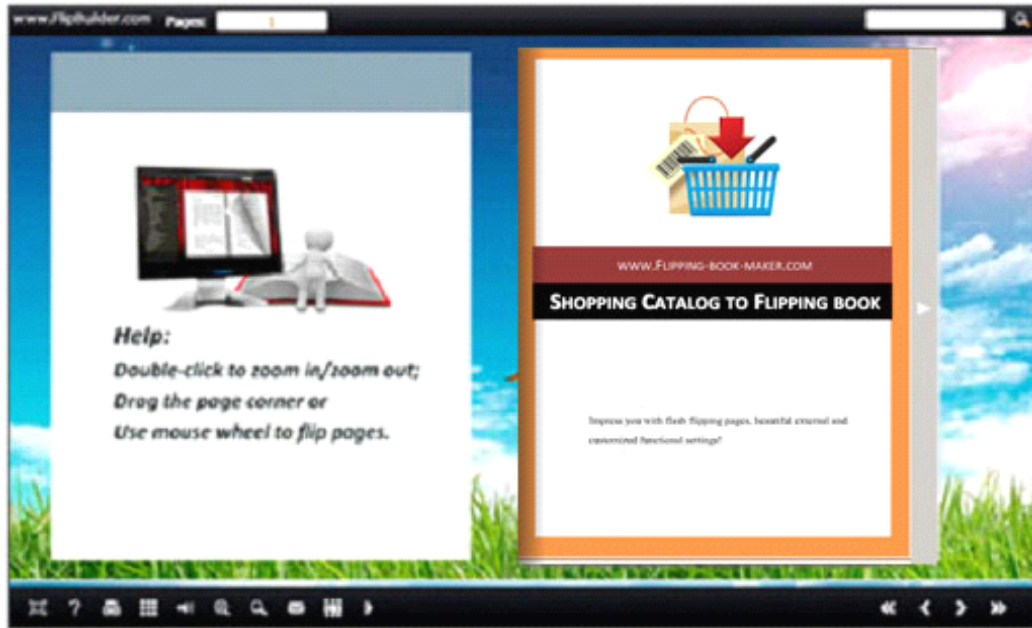 www.FlipBuilder.com Pages: 1
Help:
Double-click to zoom in/zoom out;
Drag the page corner or
Use mouse wheel to flip pages.
WWW.FLIPPING-BOOK-MAKER.COM
SHOPPING CATALOG TO FLIPPING BOOK
Impress you with flash flipping pages, beautiful external and
customized functional settings!